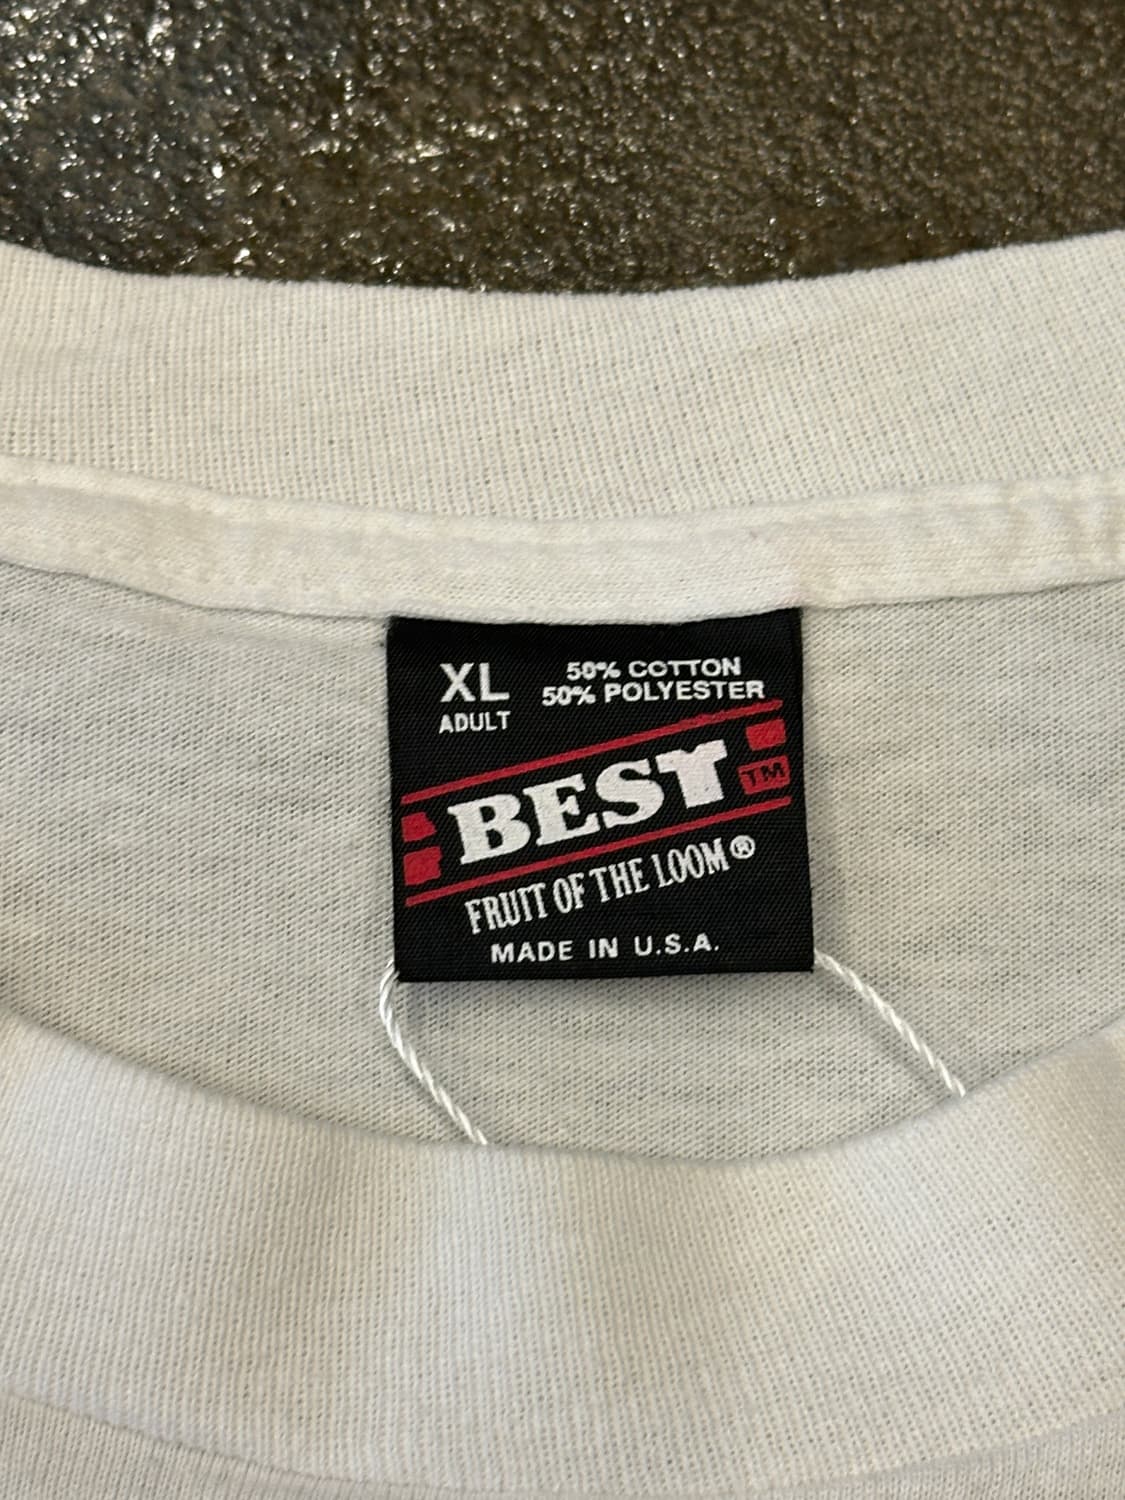 XL
ADULT
50% COTTON
50% POLYESTER
BEST
TM
FRUIT OF THE LOOM®
MADE IN U.S.A.